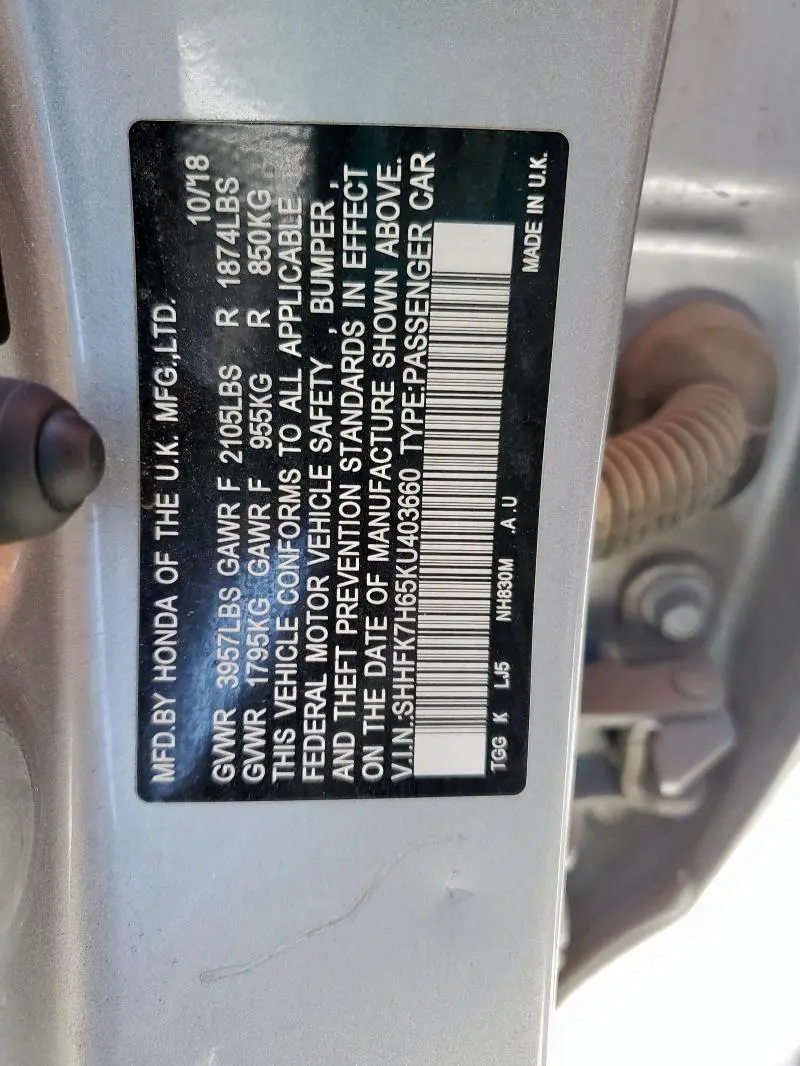 MFD.BY HONDA OF THE U.K. MFG.,LTD. 10/18
GVWR 3957LBS GAWR F 2105LBS R 1874LBS
GVWR 1795KG GAWR F 955KG R 850KG
THIS VEHICLE CONFORMS TO ALL APPLICABLE
FEDERAL MOTOR VEHICLE SAFETY , BUMPER ,
AND THEFT PREVENTION STANDARDS IN EFFECT
ON THE DATE OF MANUFACTURE SHOWN ABOVE.
V.I.N.:SHHFK7H65KU403660 TYPE:PASSENGER CAR
TGG K LJ5 NH830M .A .U MADE IN U.K.